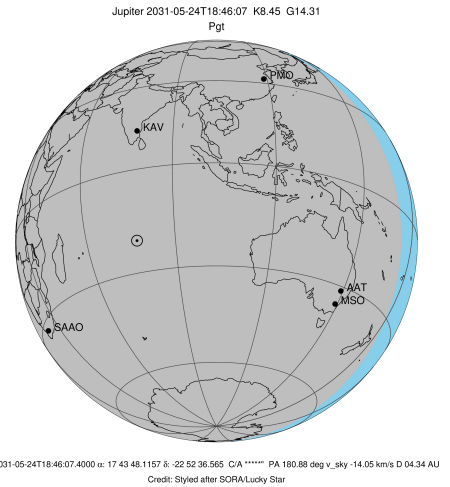 Jupiter 2031-05-24T18:46:07 K8.45 G14.31
Pgt
PMO
KAV
AAT
MSO
SAAO
031-05-24T18:46:07.4000 α: 17 43 48.1157 δ: -22 52 36.565 C/A *****" PA 180.88 deg v_sky -14.05 km/s D 04.34 AU
Credit: Styled after SORA/Lucky Star